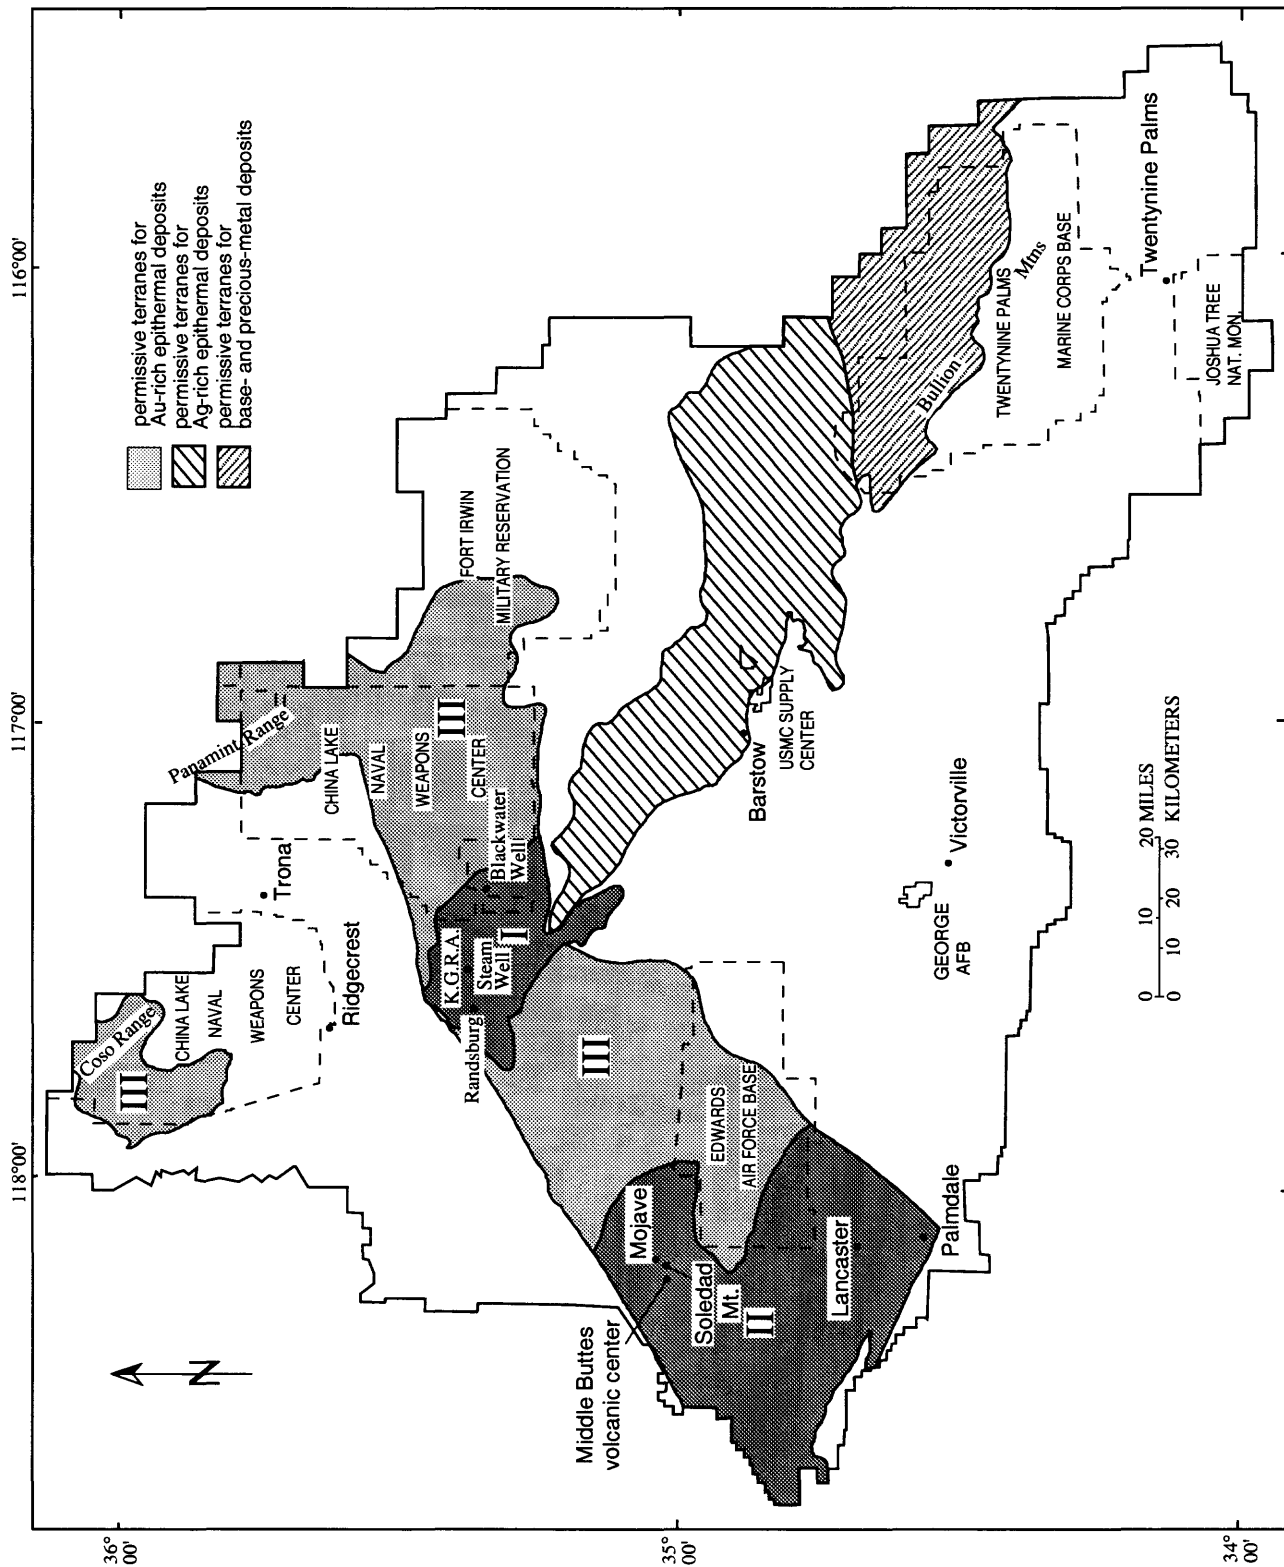 118°00'
117°00'
116°00'
36°
00'
35°
00'
34°
00'
N
permissive terranes for
Au-rich epithermal deposits
permissive terranes for
Ag-rich epithermal deposits
permissive terranes for
base- and precious-metal deposits
Coso Range
III
CHINA LAKE
NAVAL
WEAPONS
CENTER
Ridgecrest
Trona
Panamint Range
CHINA LAKE
NAVAL
WEAPONS
CENTER
III
FORT IRWIN
MILITARY RESERVATION
Randsburg
K.G.R.A.
Steam
Well
I
Blackwater
Well
III
Middle Buttes
volcanic center
Mojave
Soledad
Mt.
II
EDWARDS
AIR FORCE BASE
Lancaster
Palmdale
Barstow
USMC SUPPLY
CENTER
Victorville
GEORGE
AFB
Bullion
Mtns
TWENTYNINE PALMS
MARINE CORPS BASE
Twentynine Palms
JOSHUA TREE
NAT. MON.
0 10 20 MILES
0 10 20 30 KILOMETERS